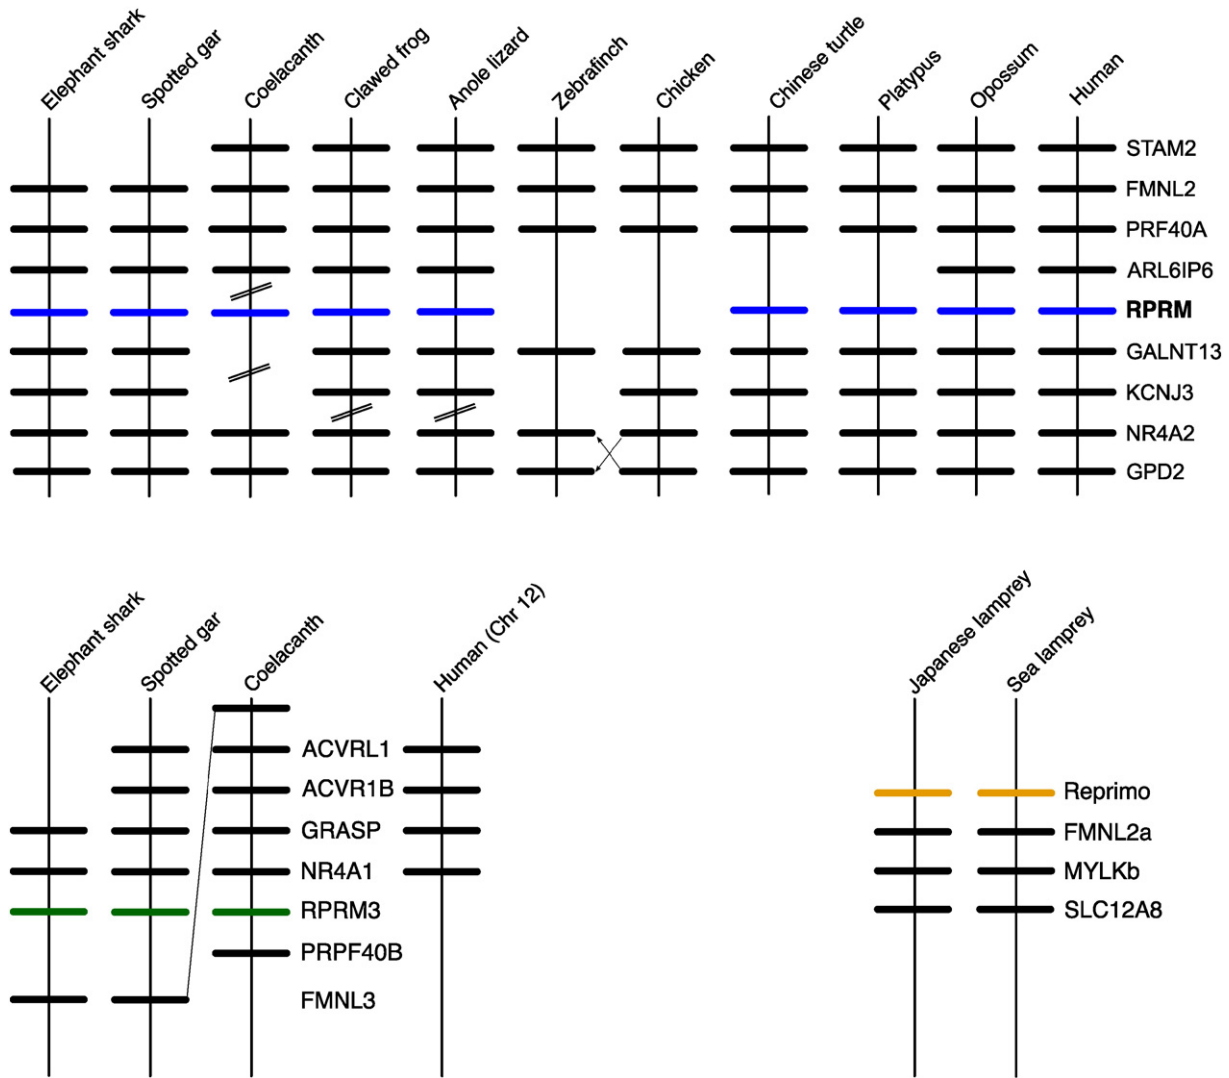 Elephant shark
Spotted gar
Coelacanth
Clawed frog
Anole lizard
Zebrafinch
Chicken
Chinese turtle
Platypus
Opossum
Human
STAM2
FMNL2
PRF40A
ARL6IP6
RPRM
GALNT13
KCNJ3
NR4A2
GPD2
Elephant shark
Spotted gar
Coelacanth
Human (Chr 12)
ACVRL1
ACVR1B
GRASP
NR4A1
RPRM3
PRPF40B
FMNL3
Japanese lamprey
Sea lamprey
Reprimo
FMNL2a
MYLKb
SLC12A8